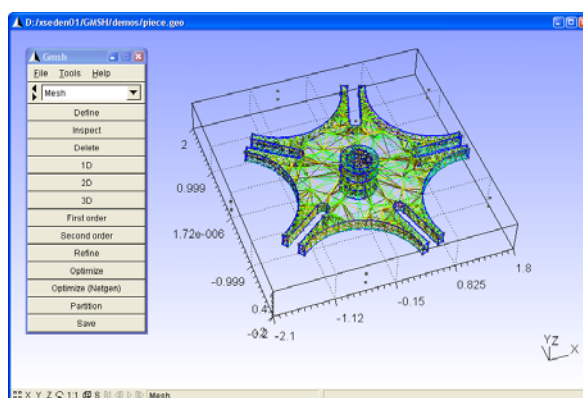 D:/xseden01/GMSH/demos/piece.geo
Gmsh
File Tools Help
Mesh
Define
Inspect
Delete
1D
2D
3D
First order
Second order
Refine
Optimize
Optimize (Netgen)
Partition
Save
2
0.999
1.72e-006
-0.999
0.4
-2.1
-1.12
-0.15
0.825
1.8
Y Z X
X Y Z 1:1 S Mesh